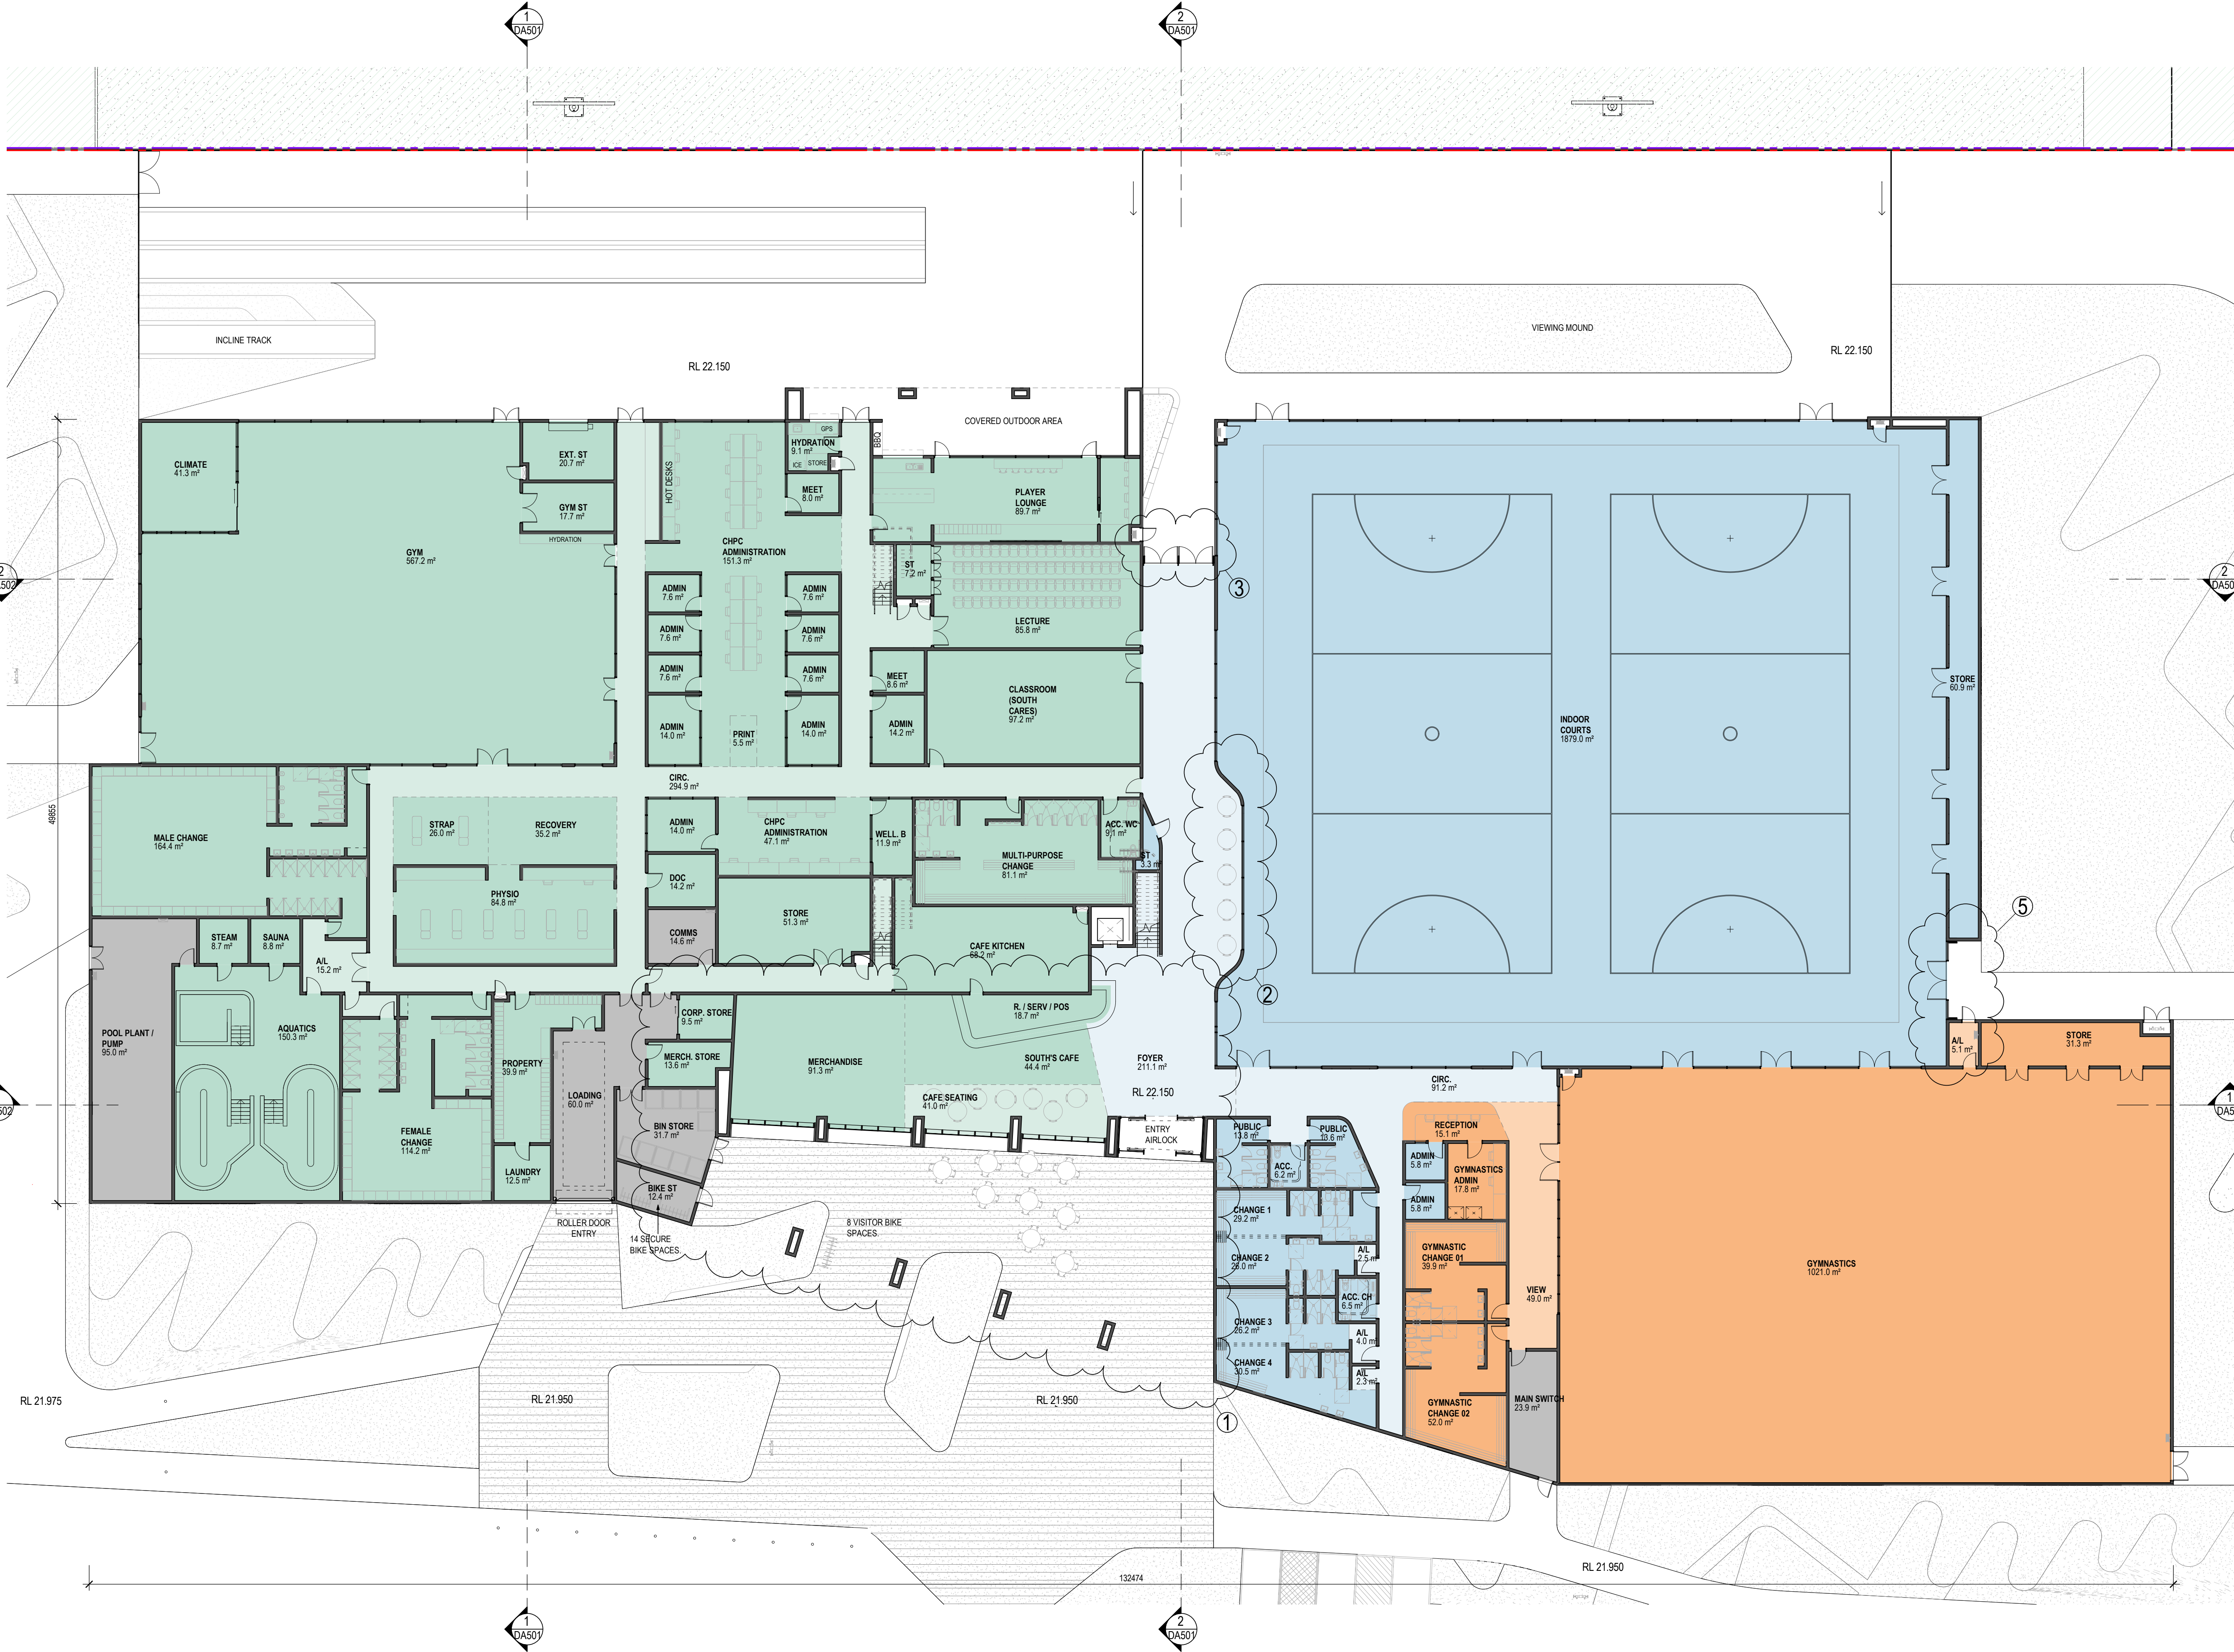 1
DA501
2
DA501
INCLINE TRACK
VIEWING MOUND
RL 22.150
RL 22.150
COVERED OUTDOOR AREA
BBQ
CLIMATE
41.3 m²
EXT. ST
20.7 m²
GYM ST
17.7 m²
HYDRATION
GYM
567.2 m²
HOT DESKS
GPS
HYDRATION
9.1 m²
ICE
STORE
MEET
8.0 m²
CHPC
ADMINISTRATION
151.3 m²
PLAYER
LOUNGE
89.7 m²
ST
7.2 m²
LECTURE
85.8 m²
ADMIN
7.6 m²
ADMIN
7.6 m²
ADMIN
7.6 m²
ADMIN
7.6 m²
ADMIN
7.6 m²
ADMIN
7.6 m²
ADMIN
14.0 m²
PRINT
5.5 m²
ADMIN
14.0 m²
MEET
8.6 m²
ADMIN
14.2 m²
CLASSROOM
(SOUTH
CARES)
97.2 m²
3
2
2
INDOOR
COURTS
1879.0 m²
STORE
60.9 m²
CIRC.
294.9 m²
49855
MALE CHANGE
164.4 m²
STRAP
26.0 m²
RECOVERY
35.2 m²
PHYSIO
84.8 m²
ADMIN
14.0 m²
CHPC
ADMINISTRATION
47.1 m²
WELL. B
11.9 m²
DOC
14.2 m²
STORE
51.3 m²
COMMS
14.6 m²
MULTI-PURPOSE
CHANGE
81.1 m²
ACC. WC
9.1 m²
ST
3.3 m²
CAFE KITCHEN
68.2 m²
5
2
STEAM
8.7 m²
SAUNA
8.8 m²
A/L
15.2 m²
POOL PLANT /
PUMP
95.0 m²
AQUATICS
150.3 m²
FEMALE
CHANGE
114.2 m²
PROPERTY
39.9 m²
LAUNDRY
12.5 m²
LOADING
60.0 m²
CORP. STORE
9.5 m²
MERCH. STORE
13.6 m²
BIN STORE
31.7 m²
BIKE ST
12.4 m²
MERCHANDISE
91.3 m²
R. / SERV / POS
18.7 m²
SOUTH'S CAFE
44.4 m²
CAFE SEATING
41.0 m²
FOYER
211.1 m²
RL 22.150
ENTRY
AIRLOCK
CIRC.
91.2 m²
A/L
5.1 m²
STORE
31.3 m²
PUBLIC
13.8 m²
ACC.
6.2 m²
PUBLIC
13.6 m²
RECEPTION
15.1 m²
ADMIN
5.8 m²
ADMIN
5.8 m²
GYMNASTICS
ADMIN
17.8 m²
CHANGE 1
29.2 m²
CHANGE 2
26.0 m²
CHANGE 3
26.2 m²
CHANGE 4
30.5 m²
A/L
2.5 m²
ACC. CH
6.5 m²
A/L
4.0 m²
A/L
2.3 m²
GYMNASTIC
CHANGE 01
39.9 m²
GYMNASTIC
CHANGE 02
52.0 m²
VIEW
49.0 m²
MAIN SWITCH
23.9 m²
GYMNASTICS
1021.0 m²
1
ROLLER DOOR
ENTRY
14 SECURE
BIKE SPACES.
8 VISITOR BIKE
SPACES.
RL 21.975
RL 21.950
RL 21.950
1
RL 21.950
132474
1
DA501
2
DA501